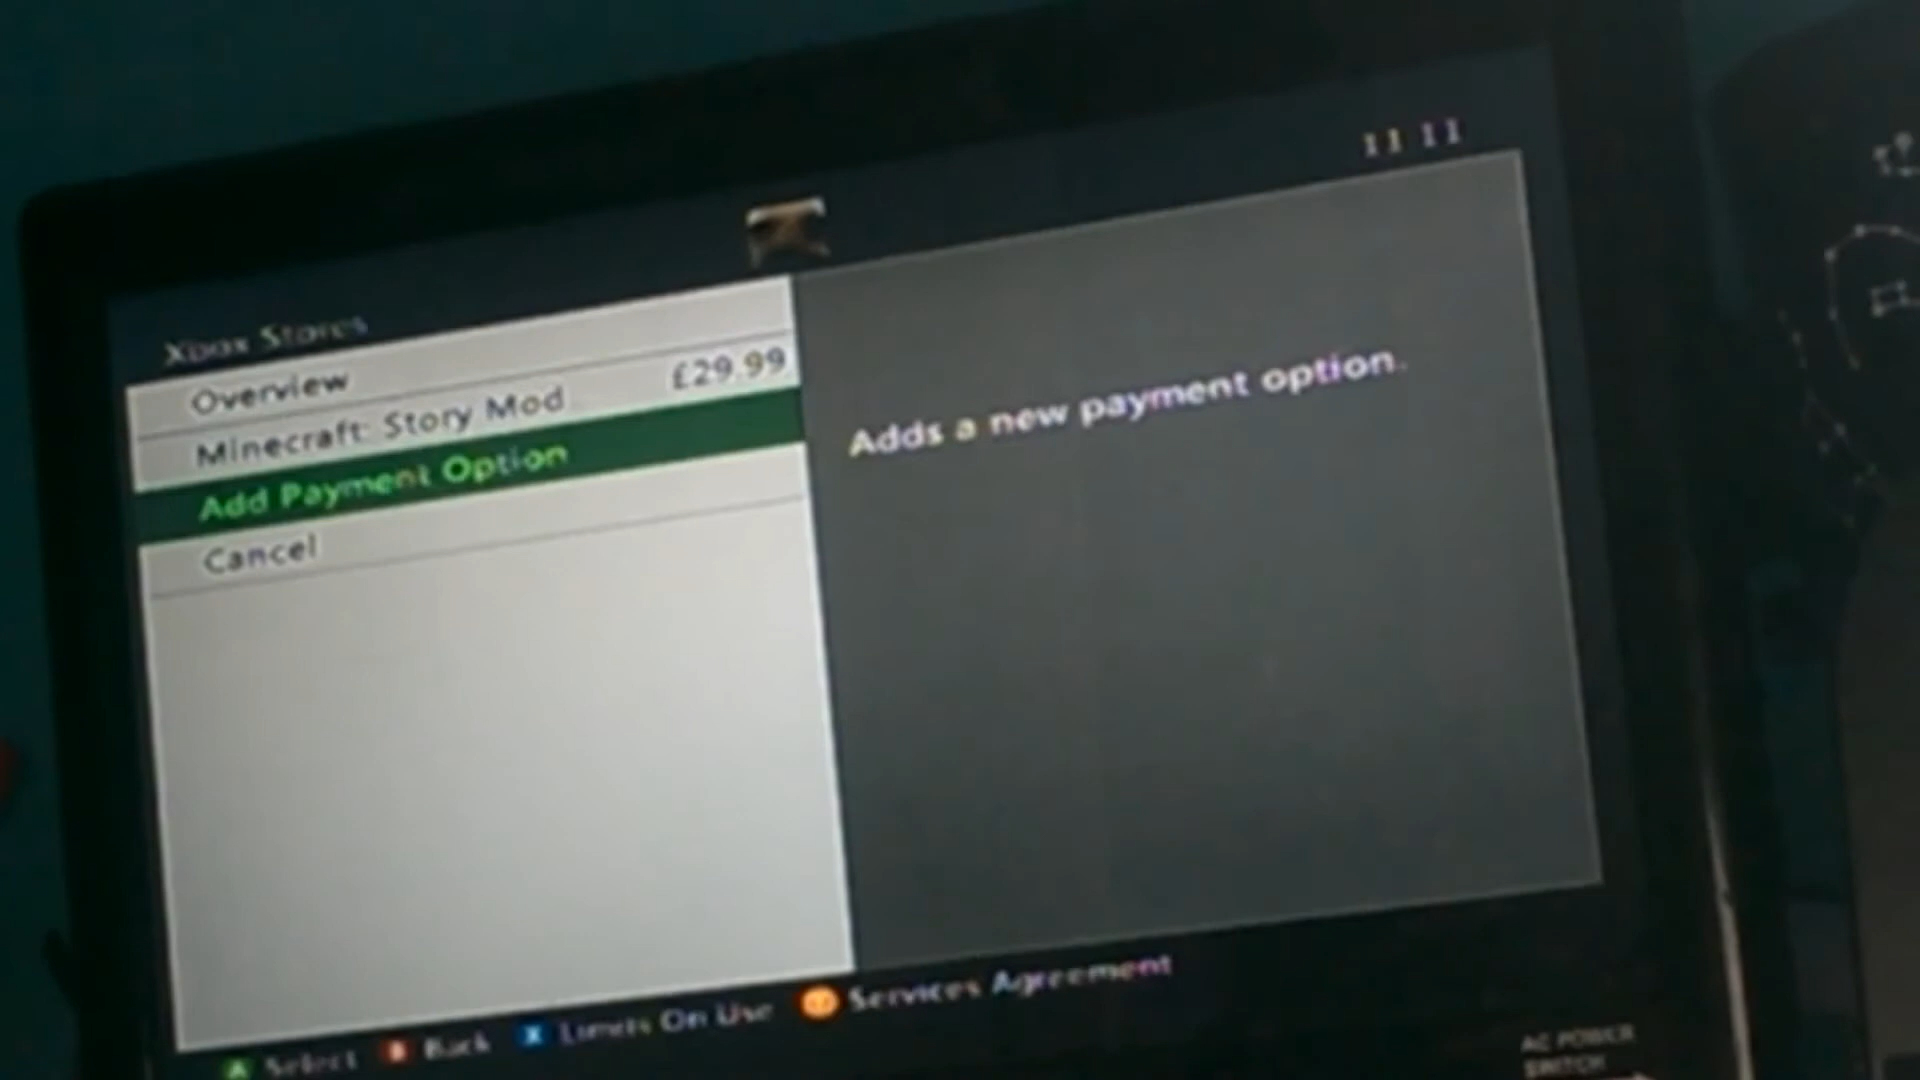 11 11
Xbox Stores
Overview
Minecraft: Story Mod £29.99
Add Payment Option
Cancel
Adds a new payment option.
A Select B Back X Limits On Use Services Agreement
AC POWER
SWITCH